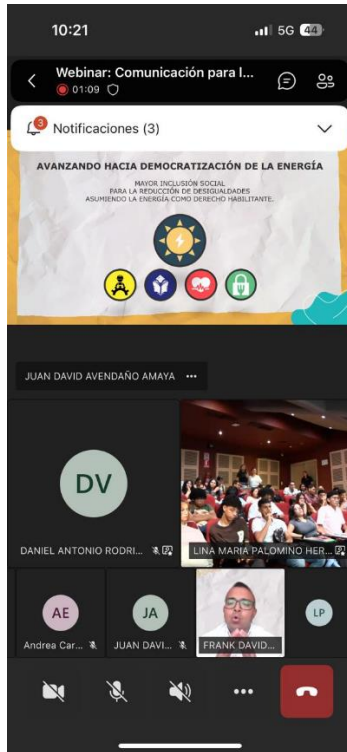 10:21
5G 44
Webinar: Comunicación para l...
01:09
3
Notificaciones (3)
AVANZANDO HACIA DEMOCRATIZACIÓN DE LA ENERGÍA
MAYOR INCLUSIÓN SOCIAL
PARA LA REDUCCIÓN DE DESIGUALDADES
ASUMIENDO LA ENERGÍA COMO DERECHO HABILITANTE.
JUAN DAVID AVENDAÑO AMAYA ...
DV
DANIEL ANTONIO RODRI...
LINA MARIA PALOMINO HER...
AE
JA
LP
Andrea Car...
JUAN DAVI...
FRANK DAVID...